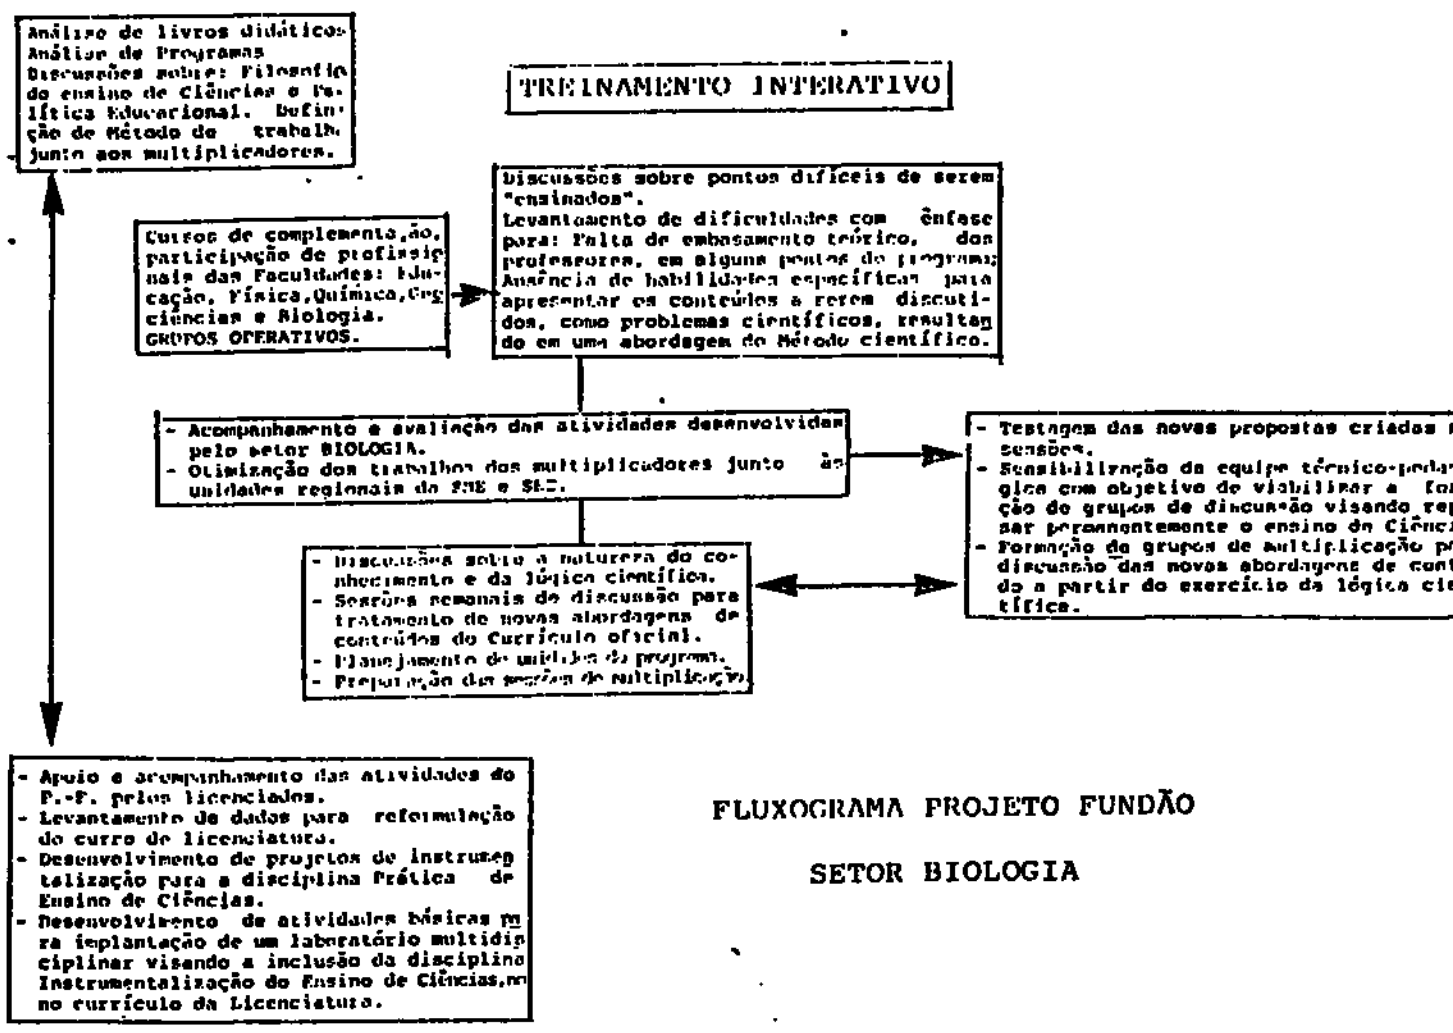 Análise de livros didáticos
Análise de Programas
Discussões sobre: Filosofia
do ensino de Ciências e Po-
lítica Educacional. Defini-
ção de Método de trabalh
junto aos multiplicadores.
TREINAMENTO INTERATIVO
Discussões sobre pontos difíceis de serem
"ensinados".
Levantamento de dificuldades com ênfase
para: Falta de embasamento teórico, dos
professores, em alguns pontos do programa;
Ausência de habilidades específicas para
apresentar os conteúdos a serem discuti-
dos, como problemas científicos, resultan
do em uma abordagem do Método científico.
Cursos de complementação,
participação de profissio
nais das Faculdades: Edu-
cação, Física, Química, Geo
ciências e Biologia.
GRUPOS OPERATIVOS.
- Acompanhamento e avaliação das atividades desenvolvidas
pelo setor BIOLOGIA.
- Otimização dos trabalhos dos multiplicadores junto às
unidades regionais da e
- Testagem das novas propostas criadas
sensões.
- Sensibilização da equipe técnico-peda
gica com objetivo de viabilizar a for
ção de grupos de discussão visando rep
sar permanentemente o ensino de Ciênci
- Formação de grupos de multiplicação p
discussão das novas abordagens de cont
do a partir do exercício da lógica cie
tífica.
- Discussões sobre a natureza do co-
nhecimento e da lógica científica.
- Sessões semanais de discussão para
tratamento de novas abordagens de
conteúdos do Currículo oficial.
- Planejamento de unidades do programa.
- Preparação das sessões de multiplicação
- Apoio e acompanhamento das atividades do
P.-F. pelos licenciados.
- Levantamento de dados para reformulação
do curso de licenciatura.
- Desenvolvimento de projetos de instrumen
talização para a disciplina Prática de
Ensino de Ciências.
- Desenvolvimento de atividades básicas pa
ra implantação de um laboratório multidis
ciplinar visando a inclusão da disciplina
Instrumentalização do Ensino de Ciências,
no currículo da Licenciatura.
FLUXOGRAMA PROJETO FUNDÃO
SETOR BIOLOGIA